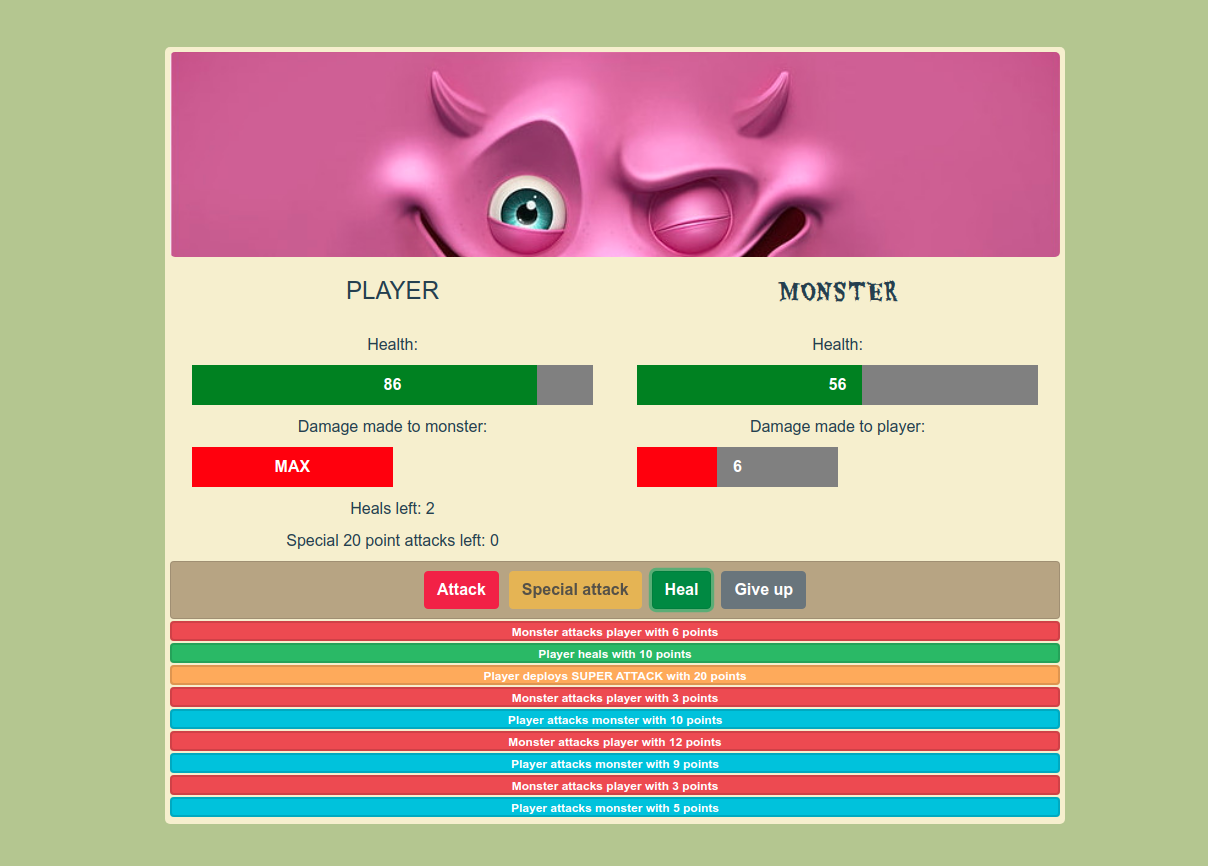 PLAYER
MONSTER
Health:
Health:
86
56
Damage made to monster:
Damage made to player:
MAX
6
Heals left: 2
Special 20 point attacks left: 0
Attack
Special attack
Heal
Give up
Monster attacks player with 6 points
Player heals with 10 points
Player deploys SUPER ATTACK with 20 points
Monster attacks player with 3 points
Player attacks monster with 10 points
Monster attacks player with 12 points
Player attacks monster with 9 points
Monster attacks player with 3 points
Player attacks monster with 5 points